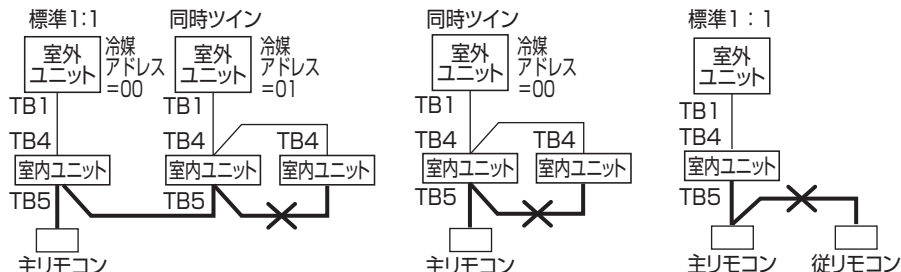 標準1:1
同時ツイン
室外
ユニット
冷媒
アドレス
=00
室外
ユニット
冷媒
アドレス
=01
TB1
TB1
TB4
TB4
TB4
室内ユニット
室内ユニット
室内ユニット
TB5
TB5
主リモコン
同時ツイン
室外
ユニット
冷媒
アドレス
=00
TB1
TB4
TB4
室内ユニット
室内ユニット
TB5
主リモコン
標準1：1
室外
ユニット
TB1
TB4
室内ユニット
TB5
主リモコン
従リモコン